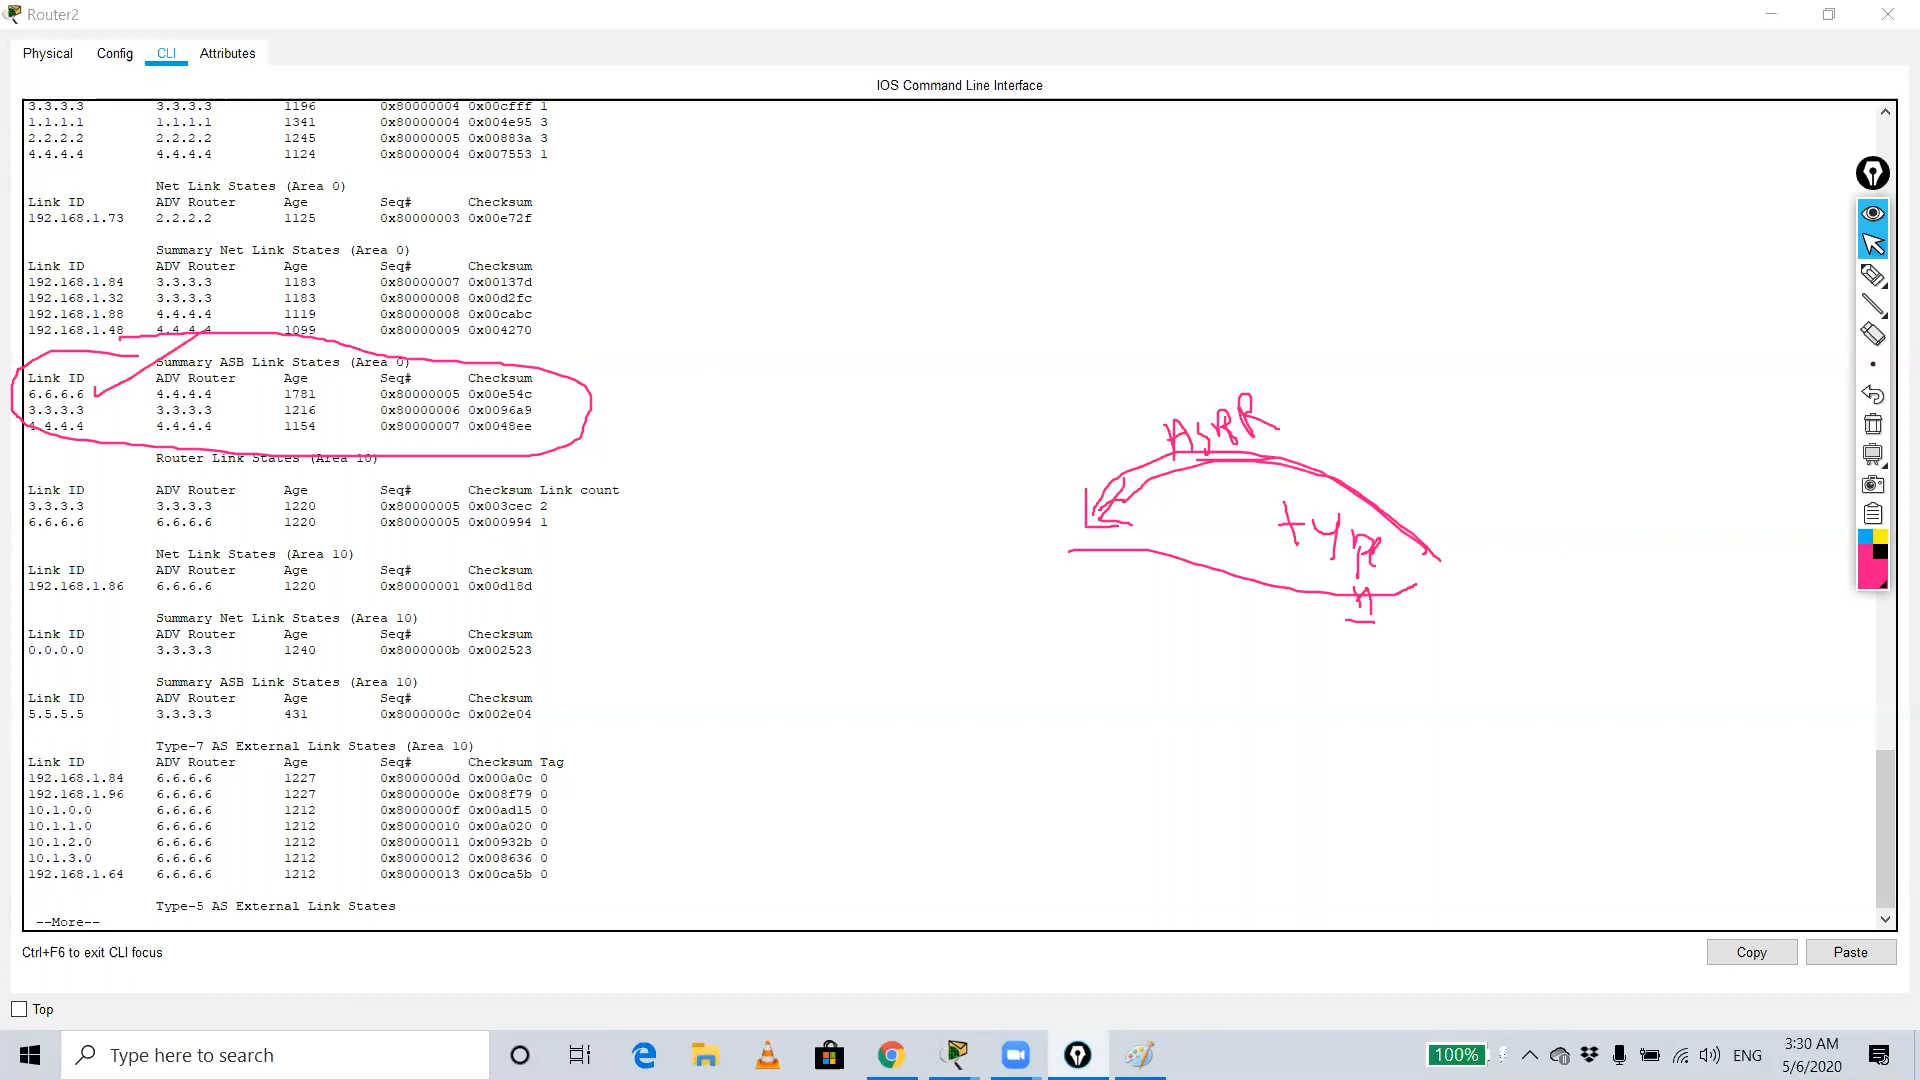 Router2
Physical Config CLI Attributes
IOS Command Line Interface
3.3.3.3 3.3.3.3 1196 0x80000004 0x00cfff 1
1.1.1.1 1.1.1.1 1341 0x80000004 0x004e95 3
2.2.2.2 2.2.2.2 1245 0x80000005 0x00883a 3
4.4.4.4 4.4.4.4 1124 0x80000004 0x007553 1
Net Link States (Area 0)
Link ID ADV Router Age Seq# Checksum
192.168.1.73 2.2.2.2 1125 0x80000003 0x00e72f
Summary Net Link States (Area 0)
Link ID ADV Router Age Seq# Checksum
192.168.1.84 3.3.3.3 1183 0x80000007 0x00137d
192.168.1.32 3.3.3.3 1183 0x80000008 0x00d2fc
192.168.1.88 4.4.4.4 1119 0x80000008 0x00cabc
192.168.1.48 4.4.4.4 1099 0x80000009 0x004270
Summary ASB Link States (Area 0)
Link ID ADV Router Age Seq# Checksum
6.6.6.6 4.4.4.4 1781 0x80000005 0x00e54c
3.3.3.3 3.3.3.3 1216 0x80000006 0x0096a9
4.4.4.4 4.4.4.4 1154 0x80000007 0x0048ee
Router Link States (Area 10)
Link ID ADV Router Age Seq# Checksum Link count
3.3.3.3 3.3.3.3 1220 0x80000005 0x003cec 2
6.6.6.6 6.6.6.6 1220 0x80000005 0x000994 1
Net Link States (Area 10)
Link ID ADV Router Age Seq# Checksum
192.168.1.86 6.6.6.6 1220 0x80000001 0x00d18d
Summary Net Link States (Area 10)
Link ID ADV Router Age Seq# Checksum
0.0.0.0 3.3.3.3 1240 0x8000000b 0x002523
Summary ASB Link States (Area 10)
Link ID ADV Router Age Seq# Checksum
5.5.5.5 3.3.3.3 431 0x8000000c 0x002e04
Type-7 AS External Link States (Area 10)
Link ID ADV Router Age Seq# Checksum Tag
192.168.1.84 6.6.6.6 1227 0x8000000d 0x000a0c 0
192.168.1.96 6.6.6.6 1227 0x8000000e 0x008f79 0
10.1.0.0 6.6.6.6 1212 0x8000000f 0x00ad15 0
10.1.1.0 6.6.6.6 1212 0x80000010 0x00a020 0
10.1.2.0 6.6.6.6 1212 0x80000011 0x00932b 0
10.1.3.0 6.6.6.6 1212 0x80000012 0x008636 0
192.168.1.64 6.6.6.6 1212 0x80000013 0x00ca5b 0
Type-5 AS External Link States
--More--
ASBR
type
Ctrl+F6 to exit CLI focus
Copy Paste
Top
Type here to search
100% ENG 3:30 AM
5/6/2020